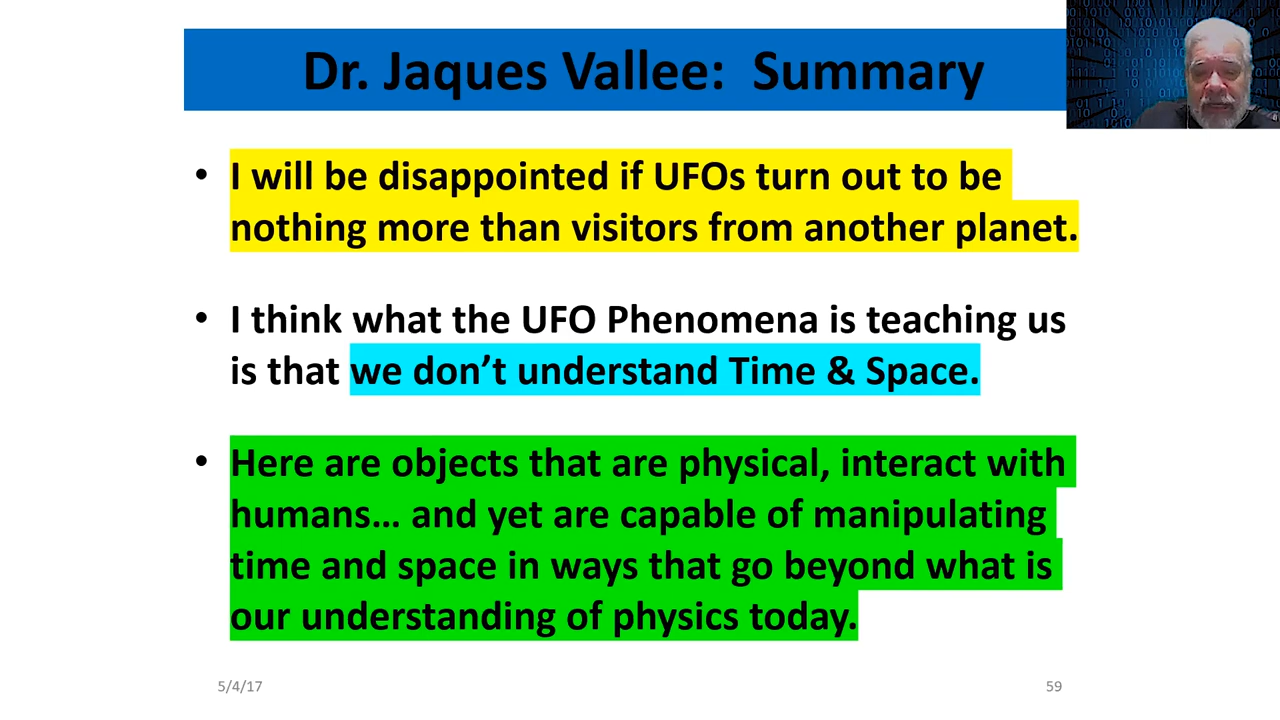 Dr. Jaques Vallee: Summary
• I will be disappointed if UFOs turn out to be
nothing more than visitors from another planet.
• I think what the UFO Phenomena is teaching us
is that we don’t understand Time & Space.
• Here are objects that are physical, interact with
humans… and yet are capable of manipulating
time and space in ways that go beyond what is
our understanding of physics today.
5/4/17
59